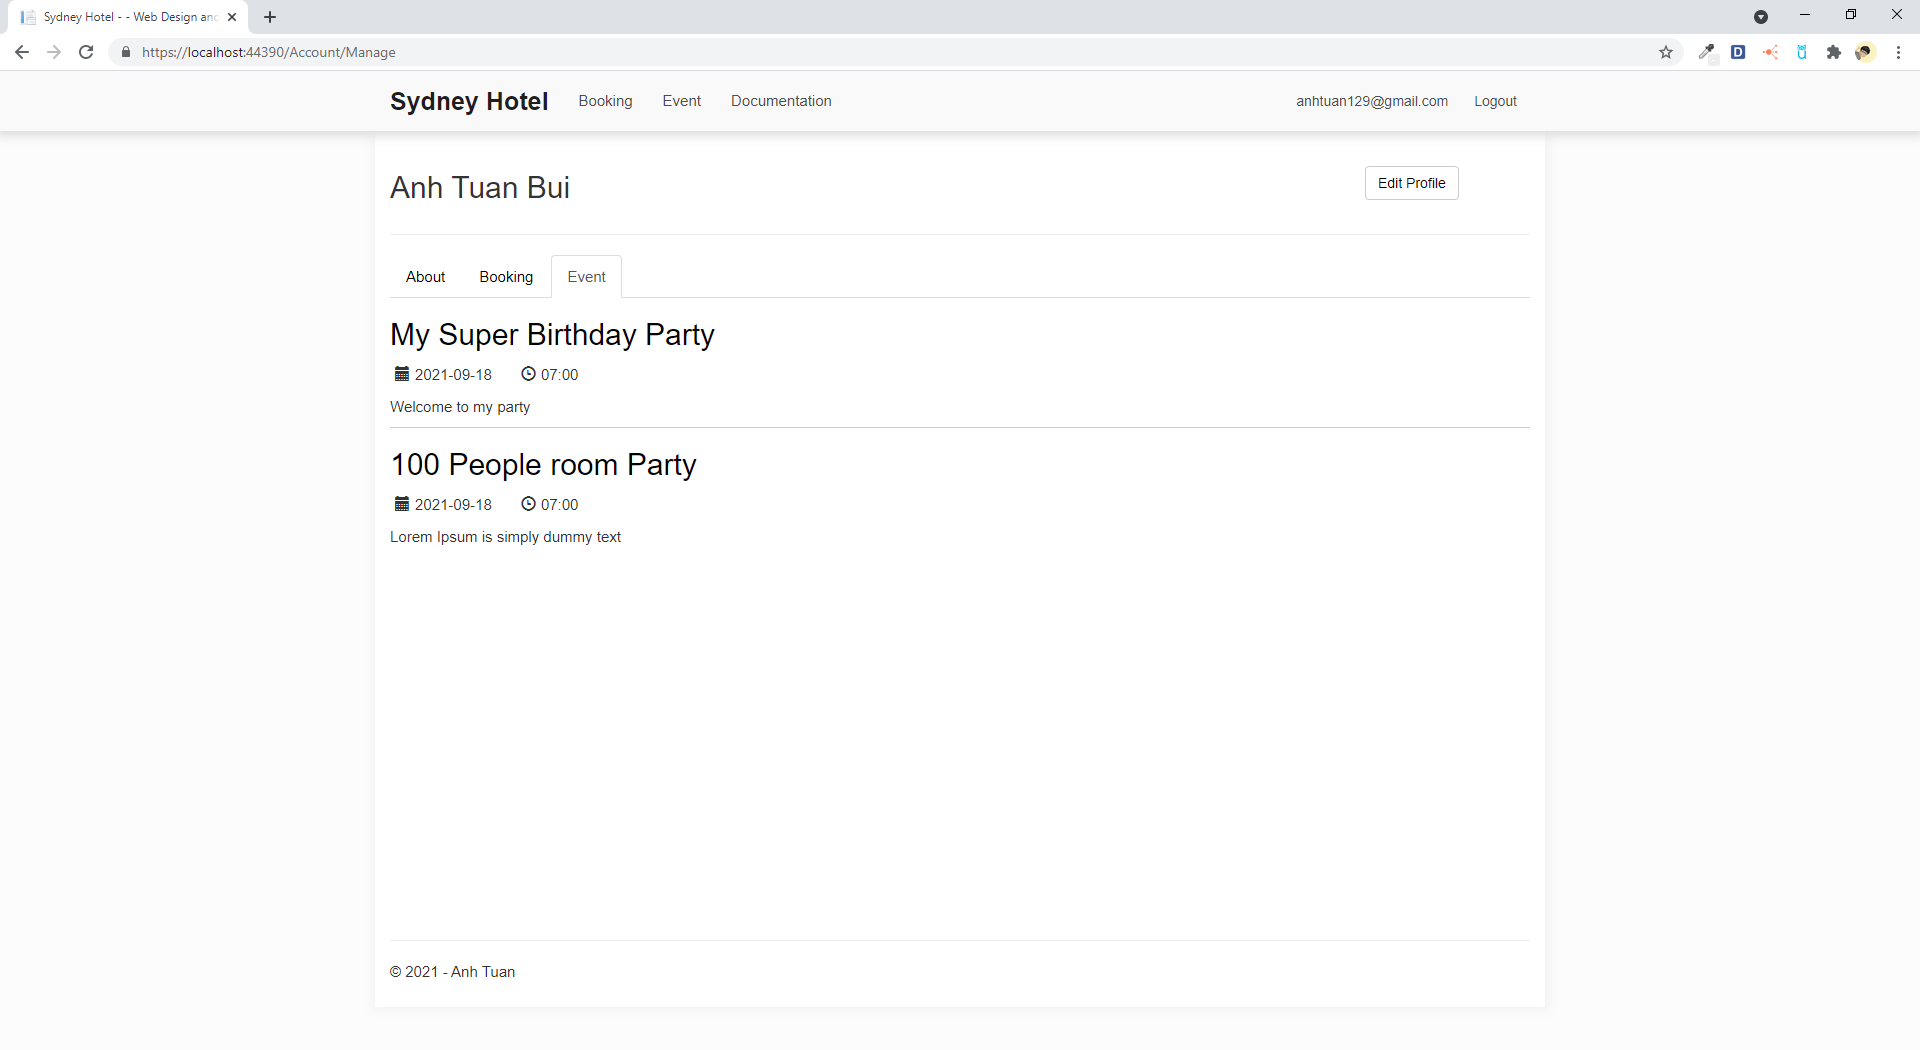 Sydney Hotel - - Web Design and
https://localhost:44390/Account/Manage
Sydney Hotel Booking Event Documentation anhtuan129@gmail.com Logout
Anh Tuan Bui Edit Profile
About Booking Event
My Super Birthday Party
2021-09-18 07:00
Welcome to my party
100 People room Party
2021-09-18 07:00
Lorem Ipsum is simply dummy text
© 2021 - Anh Tuan